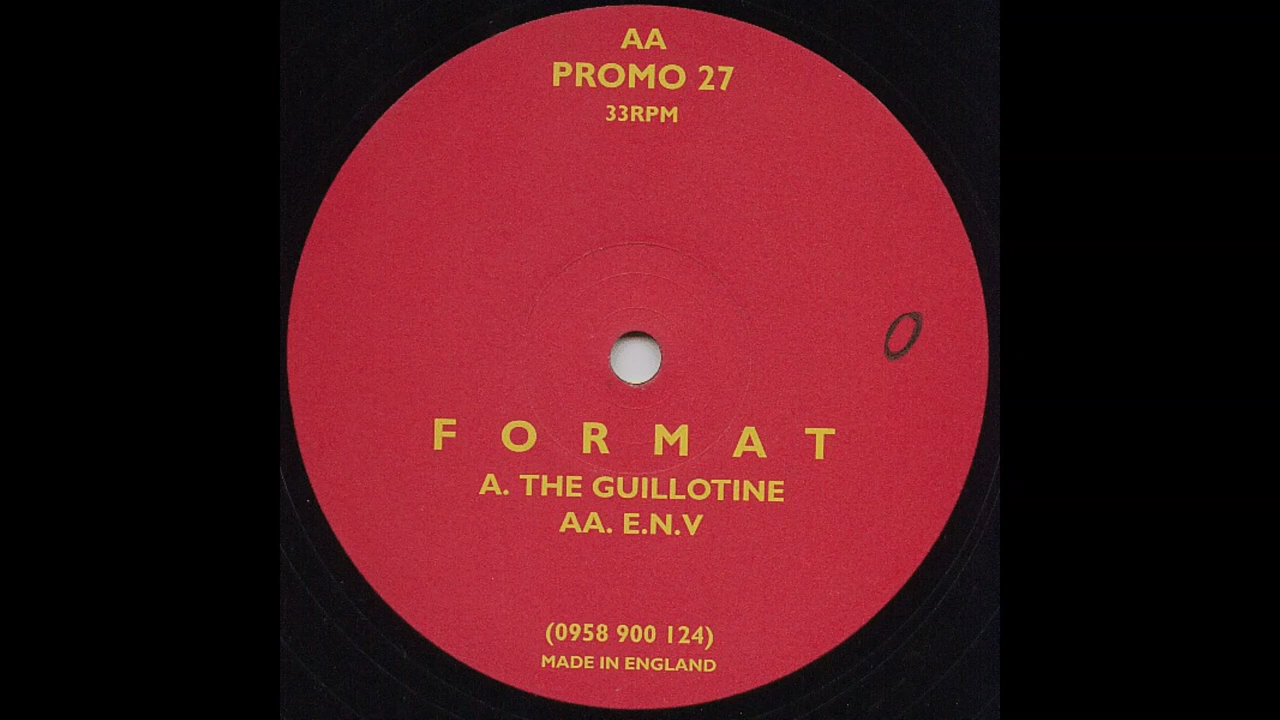 AA
PROMO 27
33RPM
F O R M A T
A. THE GUILLOTINE
AA. E.N.V
(0958 900 124)
MADE IN ENGLAND